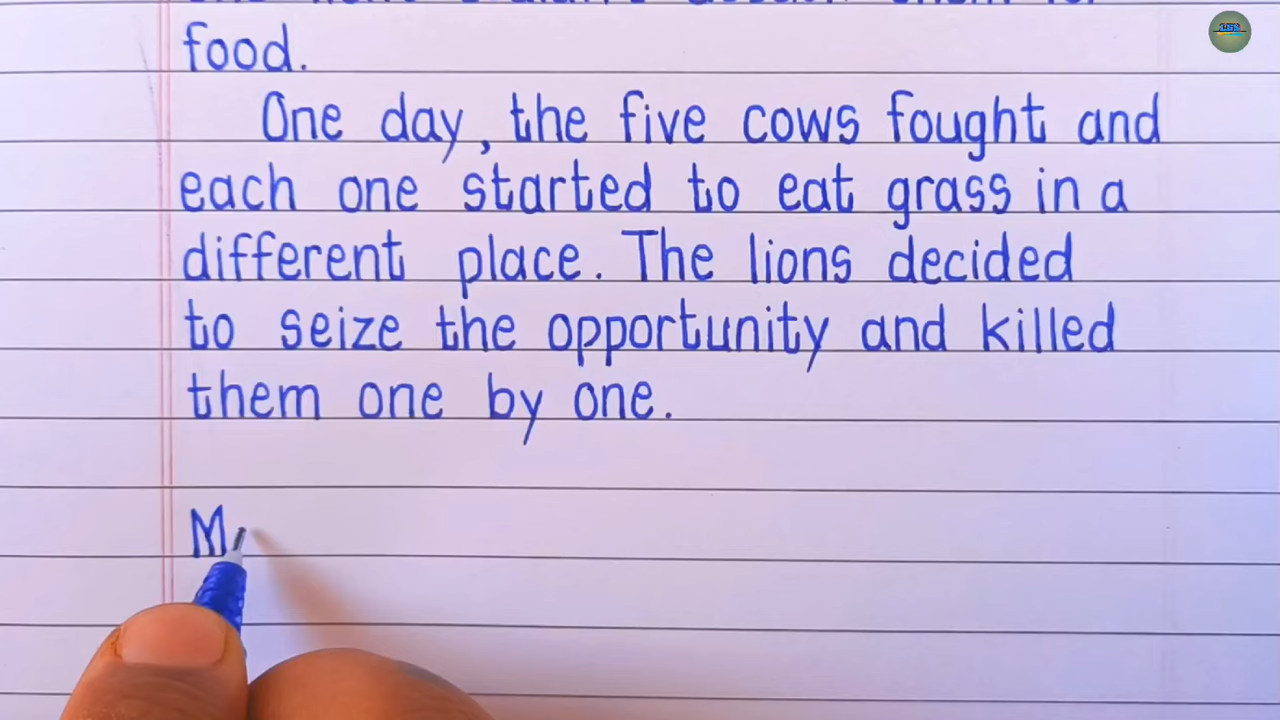 food.
One day, the five cows fought and
each one started to eat grass in a
different place. The lions decided
to seize the opportunity and killed
them one by one.
M